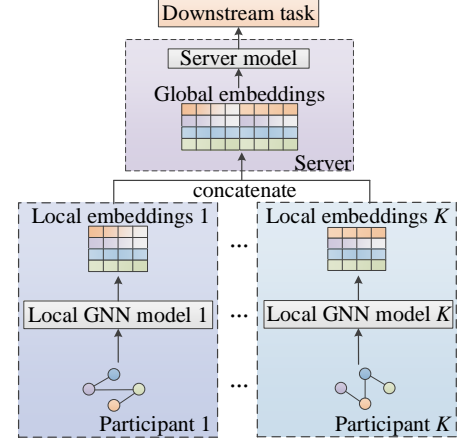 Downstream task
Server model
Global embeddings
Server
concatenate
Local embeddings 1 ... Local embeddings K
Local GNN model 1 ... Local GNN model K
...
Participant 1 Participant K